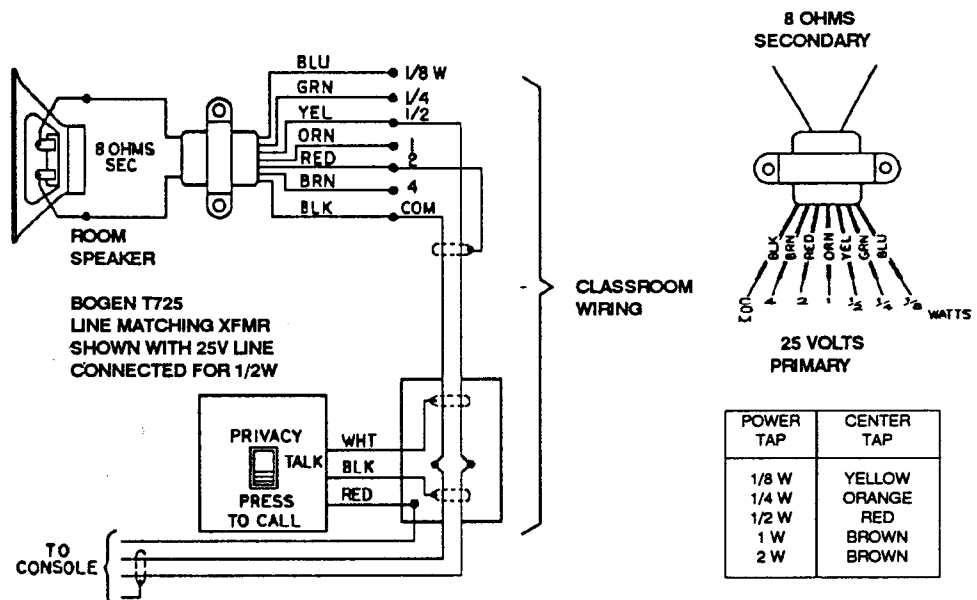 BLU
1/8 W
GRN
1/4
YEL
1/2
ORN
1
RED
2
BRN
4
BLK
COM
8 OHMS
SEC
ROOM
SPEAKER
BOGEN T725
LINE MATCHING XFMR
SHOWN WITH 25V LINE
CONNECTED FOR 1/2W
PRIVACY
TALK
PRESS
TO CALL
WHT
BLK
RED
TO
CONSOLE
CLASSROOM
WIRING
8 OHMS
SECONDARY
BLK BRN RED ORN YEL GRN BLU
COM 4 2 1 1/2 1/4 1/8 WATTS
25 VOLTS
PRIMARY
POWER TAP CENTER TAP
1/8 W YELLOW
1/4 W ORANGE
1/2 W RED
1 W BROWN
2 W BROWN